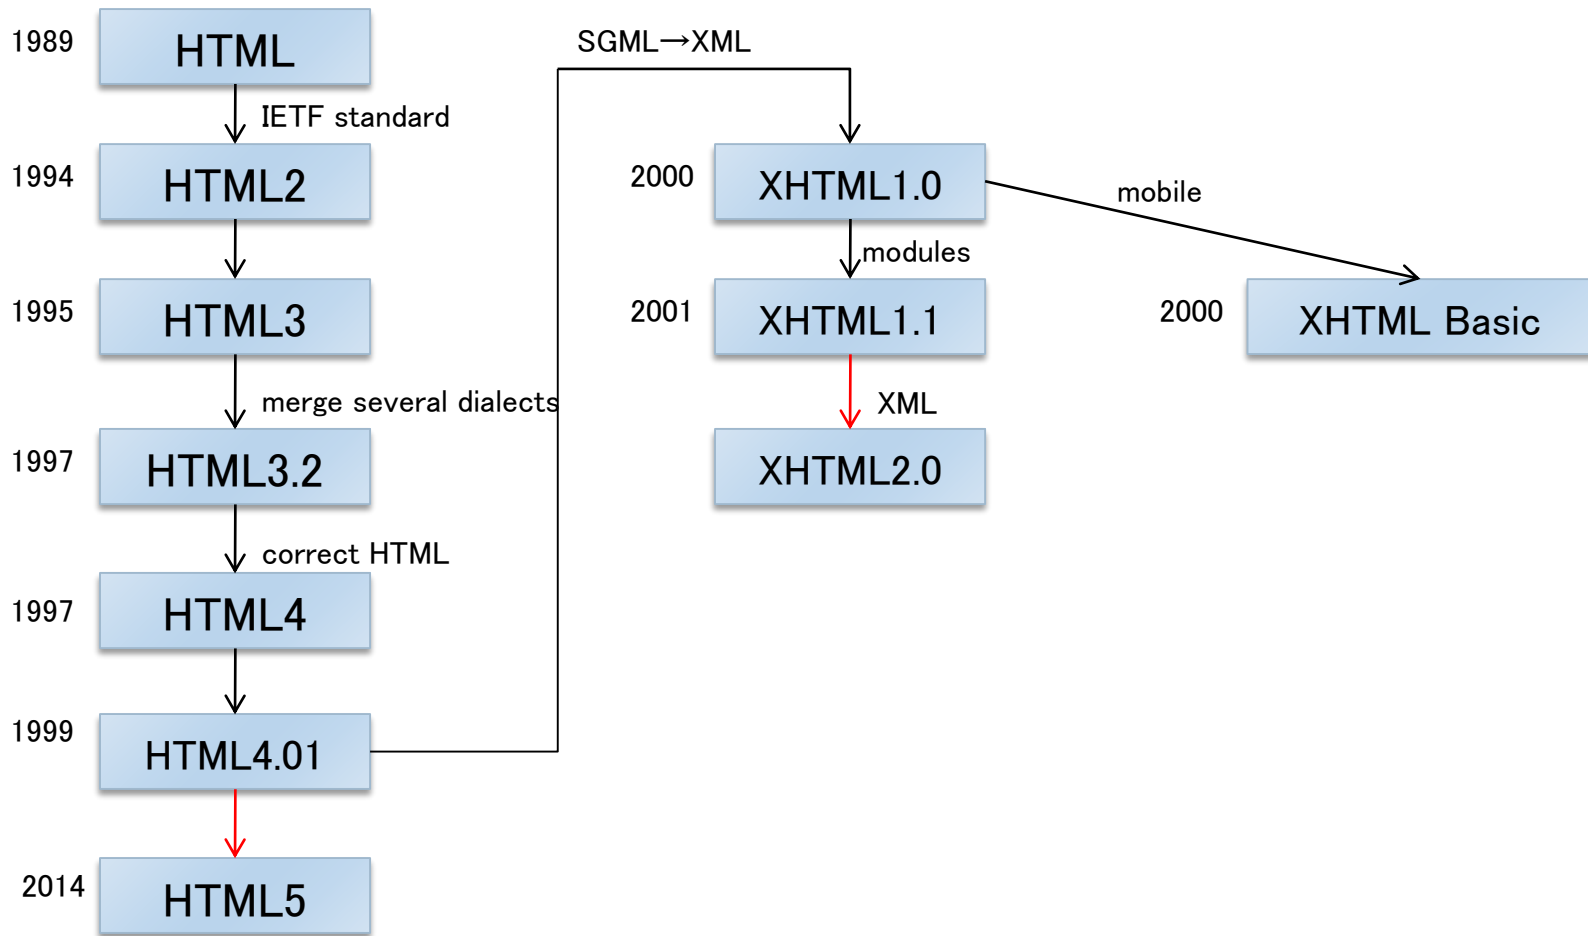 1989
HTML
IETF standard
1994
HTML2
1995
HTML3
merge several dialects
1997
HTML3.2
correct HTML
1997
HTML4
1999
HTML4.01
2014
HTML5
SGML→XML
2000
XHTML1.0
mobile
modules
2001
XHTML1.1
2000
XHTML Basic
XML
XHTML2.0